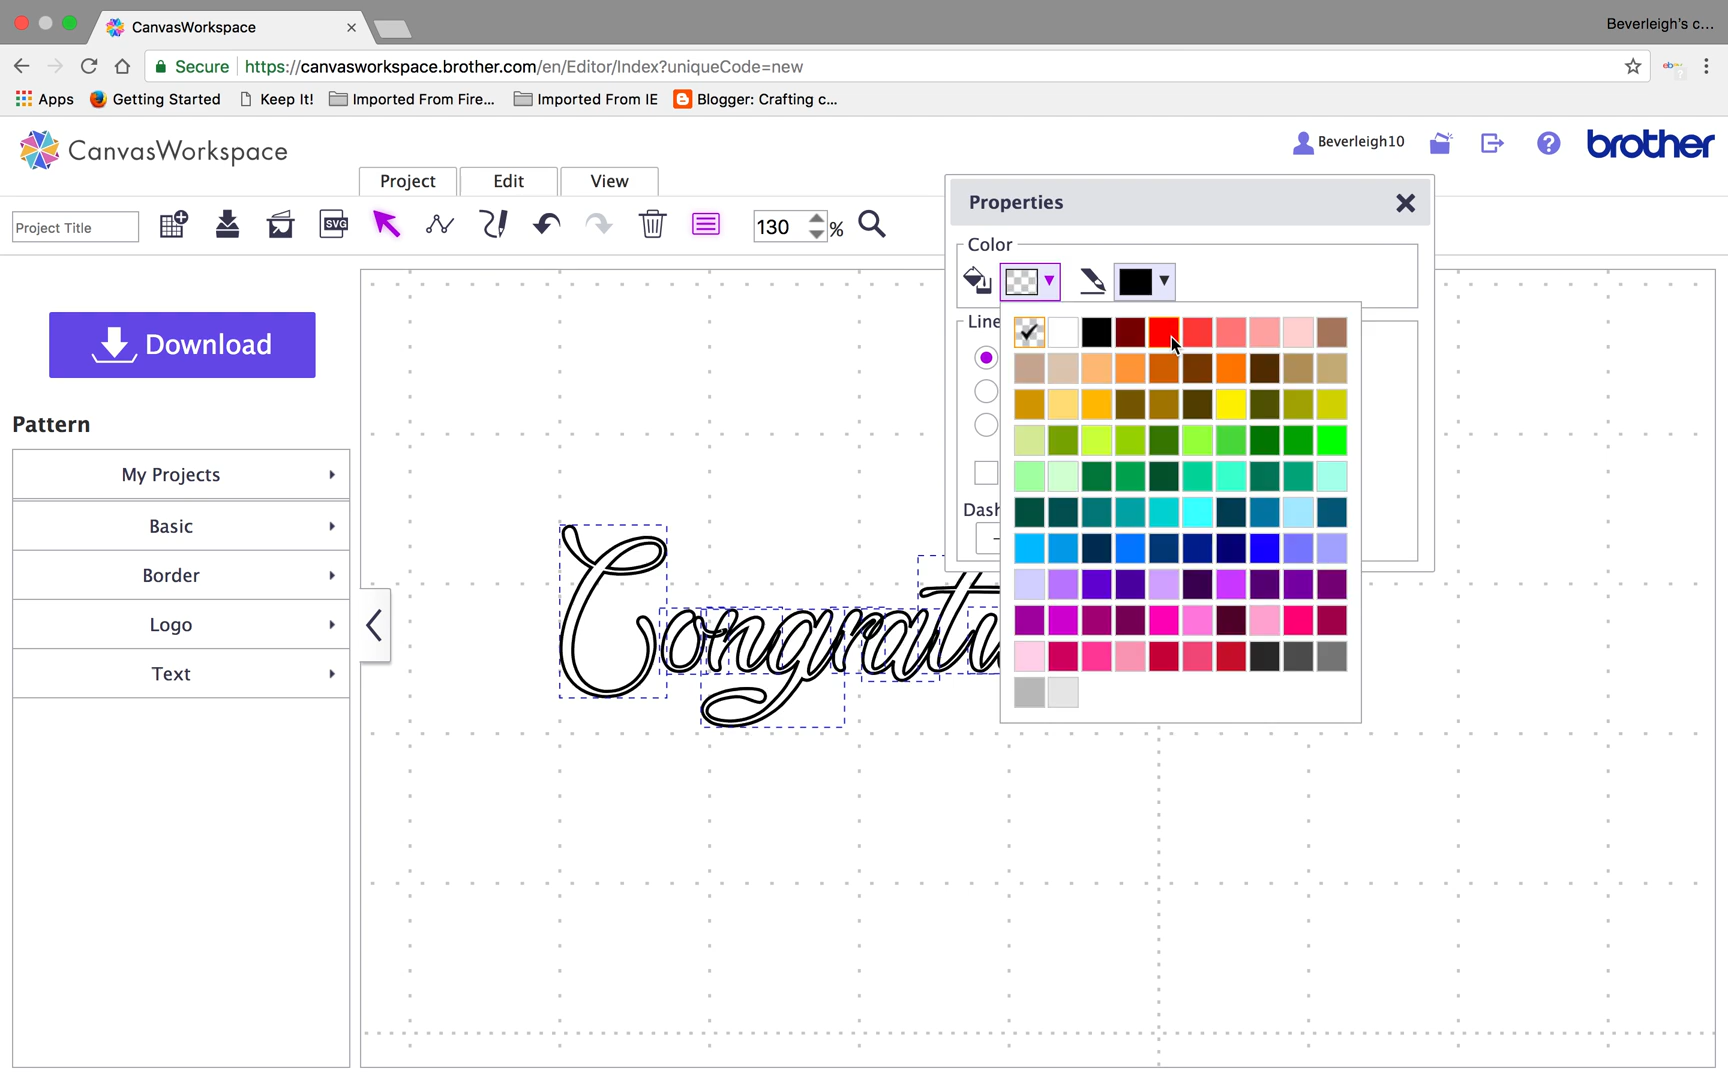 CanvasWorkspace
Beverleigh's c...
Secure https://canvasworkspace.brother.com/en/Editor/Index?uniqueCode=new
Apps Getting Started Keep It! Imported From Fire... Imported From IE Blogger: Crafting c...
CanvasWorkspace
Beverleigh10
brother
Project Edit View
Project Title
SVG
130 %
Properties
Color
Line
Dash
Download
Pattern
My Projects
Basic
Border
Logo
Text
Congratu